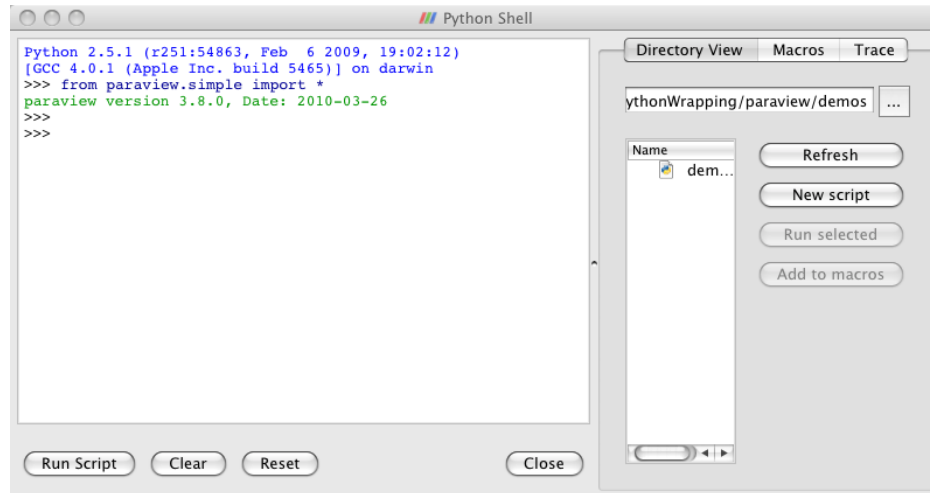 Python Shell
Python 2.5.1 (r251:54863, Feb  6 2009, 19:02:12)
[GCC 4.0.1 (Apple Inc. build 5465)] on darwin
>>> from paraview.simple import *
paraview version 3.8.0, Date: 2010-03-26
>>>
>>>
Run Script Clear Reset Close
Directory View Macros Trace
ythonWrapping/paraview/demos ...
Name
dem...
Refresh
New script
Run selected
Add to macros